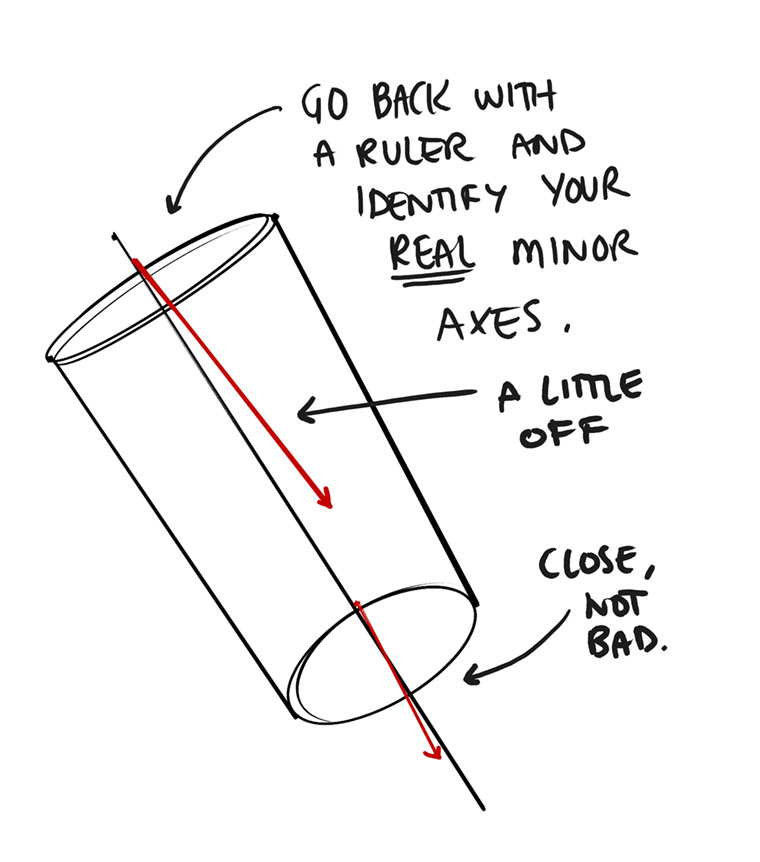 GO BACK WITH
A RULER AND
IDENTIFY YOUR
REAL MINOR
AXES.
A LITTLE
OFF
CLOSE,
NOT
BAD.